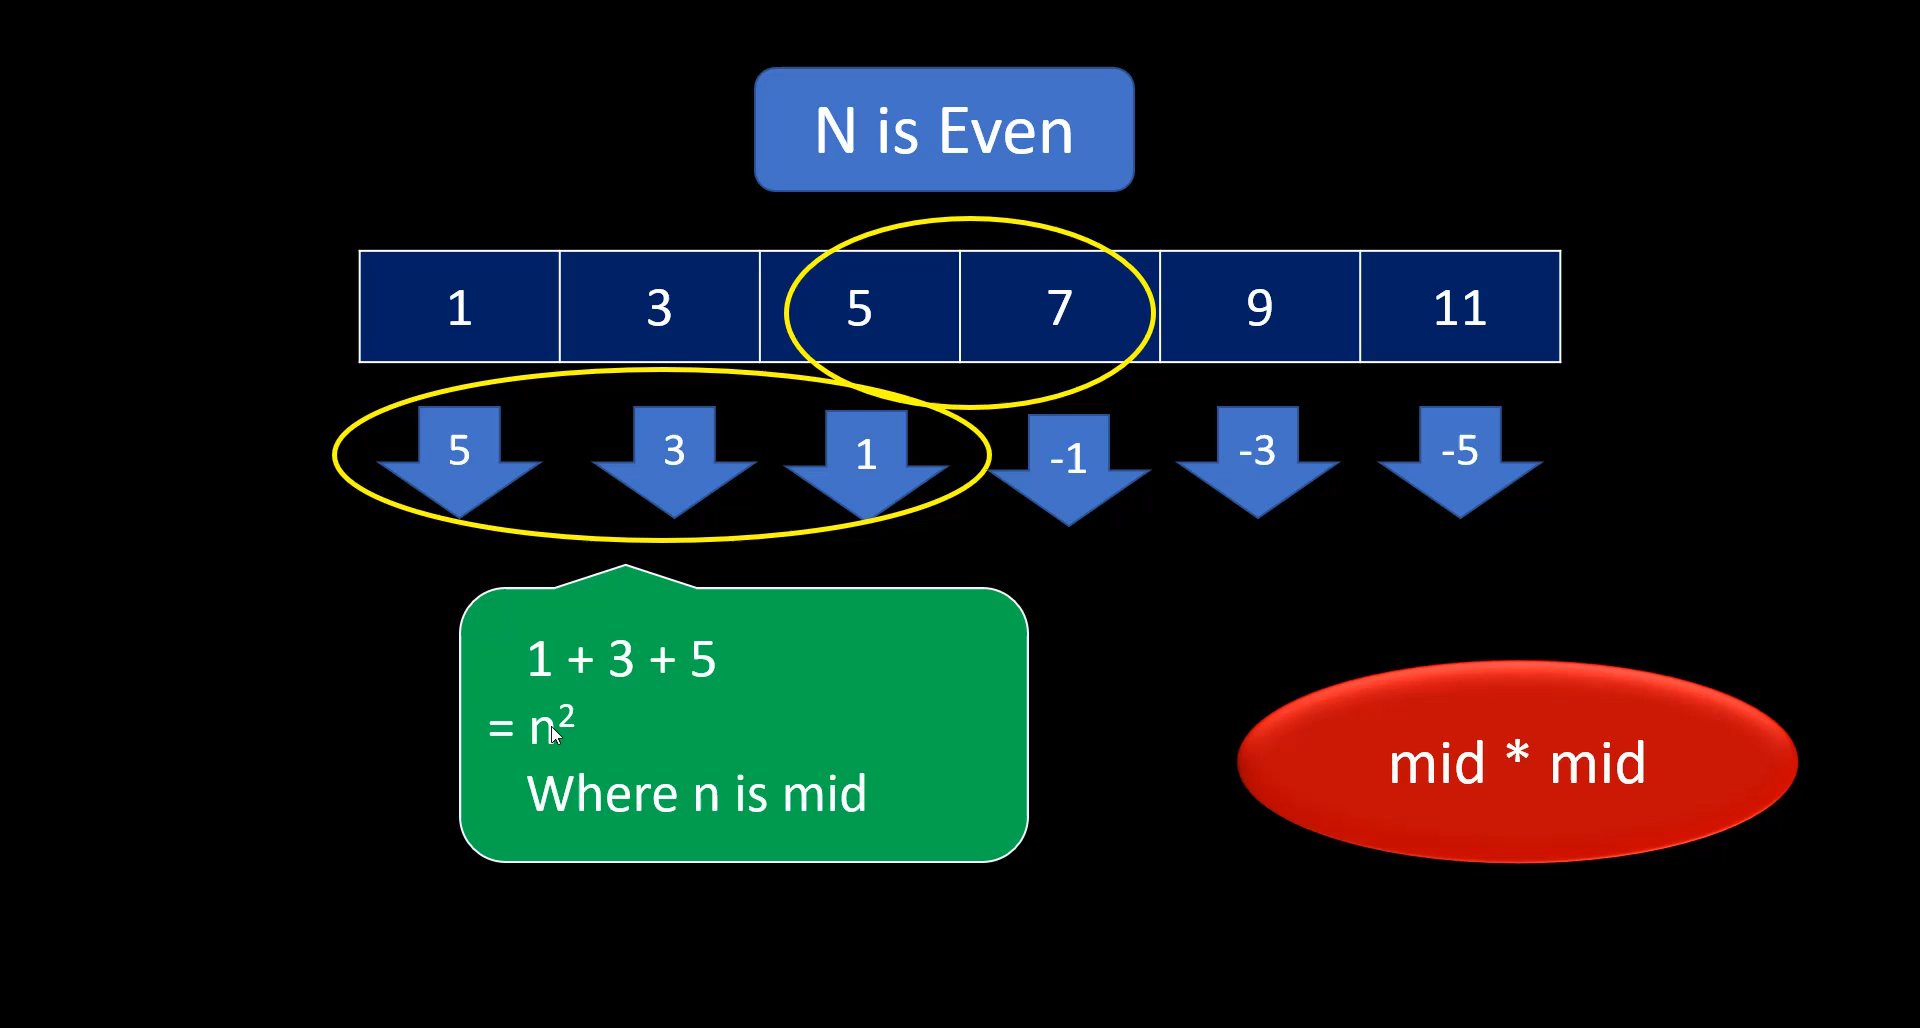 N is Even
1 3 5 7 9 11
5 3 1 -1 -3 -5
1 + 3 + 5
= n²
Where n is mid
mid * mid